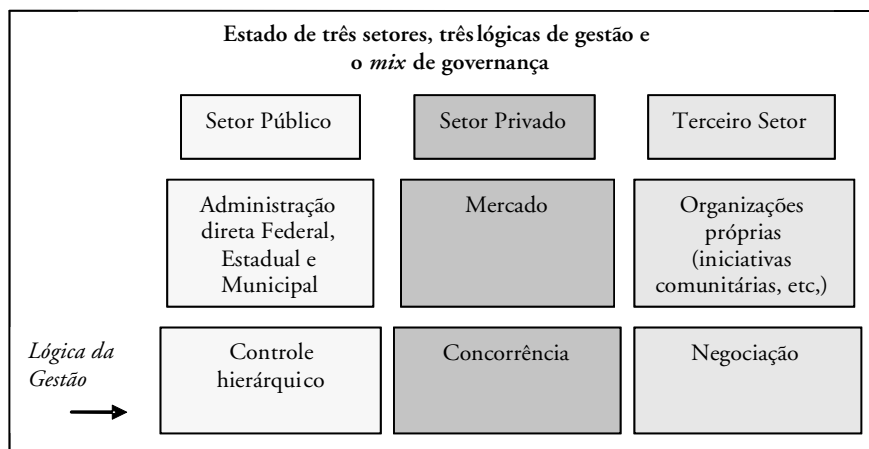 Estado de três setores, três lógicas de gestão e
o mix de governança
Setor Público
Setor Privado
Terceiro Setor
Administração
direta Federal,
Estadual e
Municipal
Mercado
Organizações
próprias
(iniciativas
comunitárias, etc,)
Lógica da
Gestão
Controle
hierárquico
Concorrência
Negociação